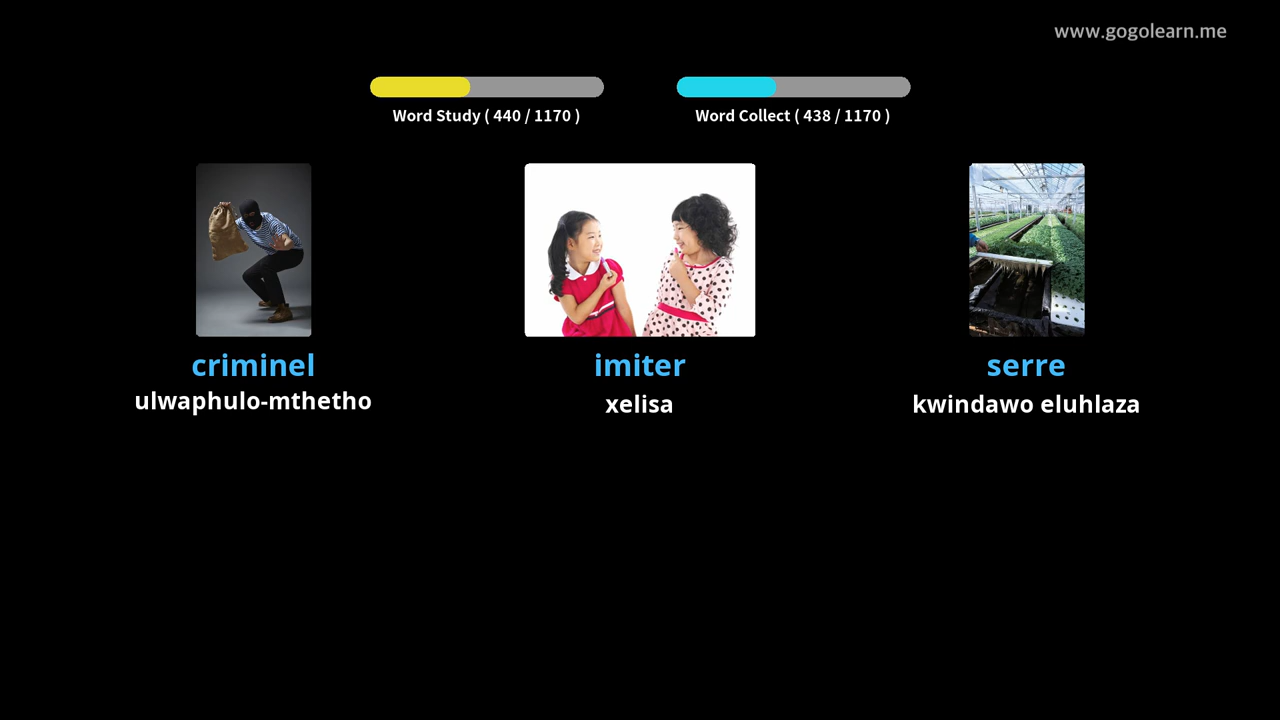 www.gogolearn.me
Word Study ( 440 / 1170 )
Word Collect ( 438 / 1170 )
criminel
ulwaphulo-mthetho
imiter
xelisa
serre
kwindawo eluhlaza